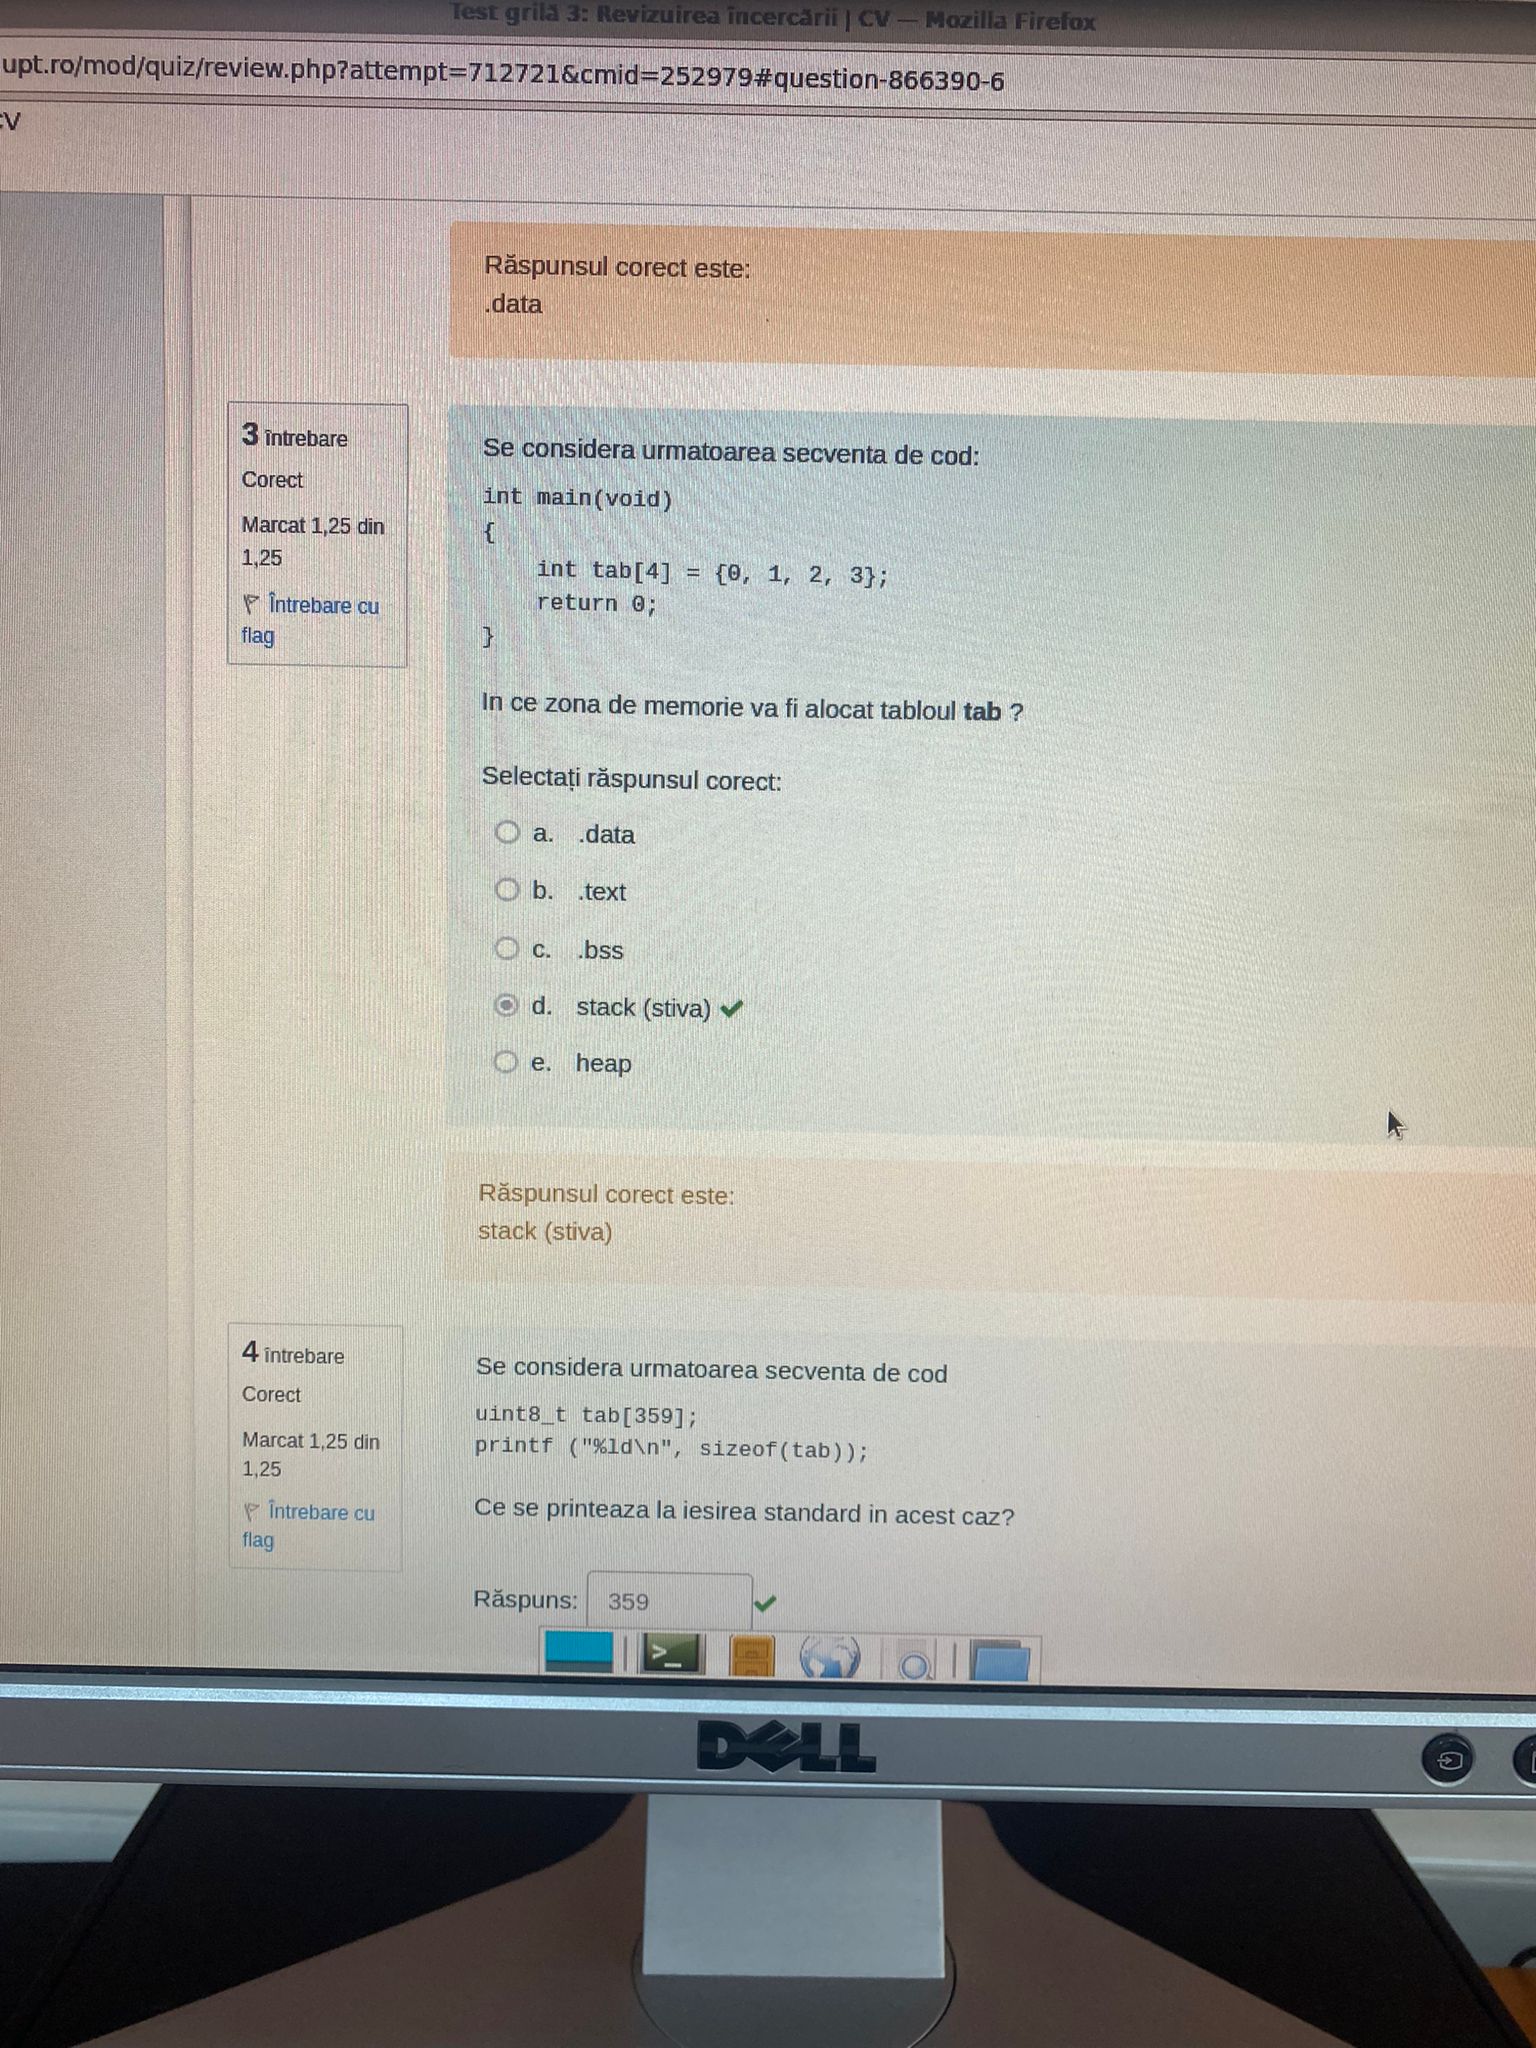 Test grilă 3: Revizuirea încercării | CV — Mozilla Firefox
upt.ro/mod/quiz/review.php?attempt=712721&cmid=252979#question-866390-6
CV
Răspunsul corect este:
.data
3 întrebare
Corect
Marcat 1,25 din
1,25
Întrebare cu
flag
Se considera urmatoarea secventa de cod:
int main(void)
{
int tab[4] = {0, 1, 2, 3};
return 0;
}
In ce zona de memorie va fi alocat tabloul tab ?
Selectați răspunsul corect:
a. .data
b. .text
c. .bss
d. stack (stiva)
e. heap
Răspunsul corect este:
stack (stiva)
4 întrebare
Corect
Marcat 1,25 din
1,25
Întrebare cu
flag
Se considera urmatoarea secventa de cod
uint8_t tab[359];
printf ("%ld\n", sizeof(tab));
Ce se printeaza la iesirea standard in acest caz?
Răspuns: 359
>_
DELL